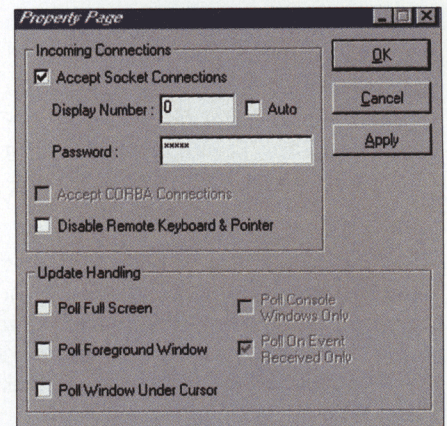 Property Page
Incoming Connections
Accept Socket Connections
Display Number : 0
Auto
Password :
xxxxx
Accept CORBA Connections
Disable Remote Keyboard & Pointer
OK
Cancel
Apply
Update Handling
Poll Full Screen
Poll Foreground Window
Poll Window Under Cursor
Poll Console
Windows Only
Poll On Event
Received Only